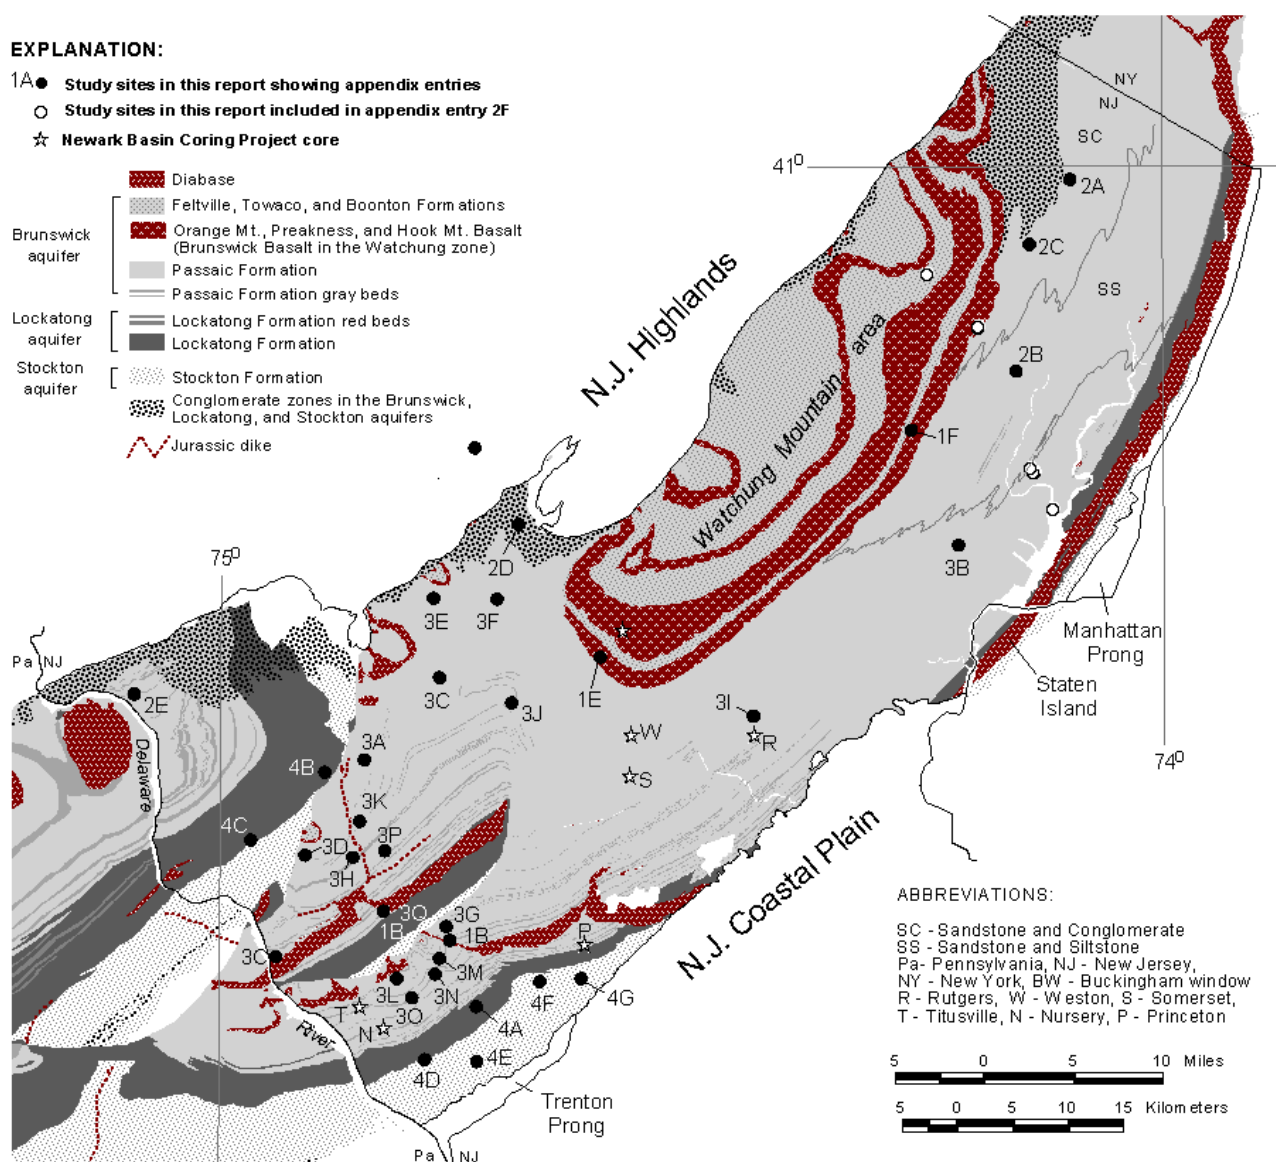 EXPLANATION:
1A
Study sites in this report showing appendix entries
Study sites in this report included in appendix entry 2F
Newark Basin Coring Project core
Diabase
Feltville, Towaco, and Boonton Formations
Brunswick
aquifer
Orange Mt., Preakness, and Hook Mt. Basalt
(Brunswick Basalt in the Watchung zone)
Passaic Formation
Passaic Formation gray beds
Lockatong
aquifer
Lockatong Formation red beds
Lockatong Formation
Stockton
aquifer
Stockton Formation
Conglomerate zones in the Brunswick,
Lockatong, and Stockton aquifers
Jurassic dike
NY
NJ
SC
41⁰
2A
2C
N.J. Highlands
SS
area
Mountain
Watchung
2B
1F
75⁰
2D
3B
3E
3F
Manhattan
Prong
Pa
NJ
2E
3C
3J
1E
3I
Staten
Island
W
R
Delaware
3A
4B
S
74⁰
3K
4C
3P
3D
3H
N.J. Coastal Plain
3Q
1B
3G
1B
P
3C
3M
3L
3N
4F
4G
T
3O
River
N
4A
4D
4E
Trenton
Prong
Pa
NJ
ABBREVIATIONS:
SC - Sandstone and Conglomerate
SS - Sandstone and Siltstone
Pa- Pennsylvania, NJ - New Jersey,
NY - New York, BW - Buckingham window
R - Rutgers, W - Weston, S - Somerset,
T - Titusville, N - Nursery, P - Princeton
5 0 5 10 Miles
5 0 5 10 15 Kilometers